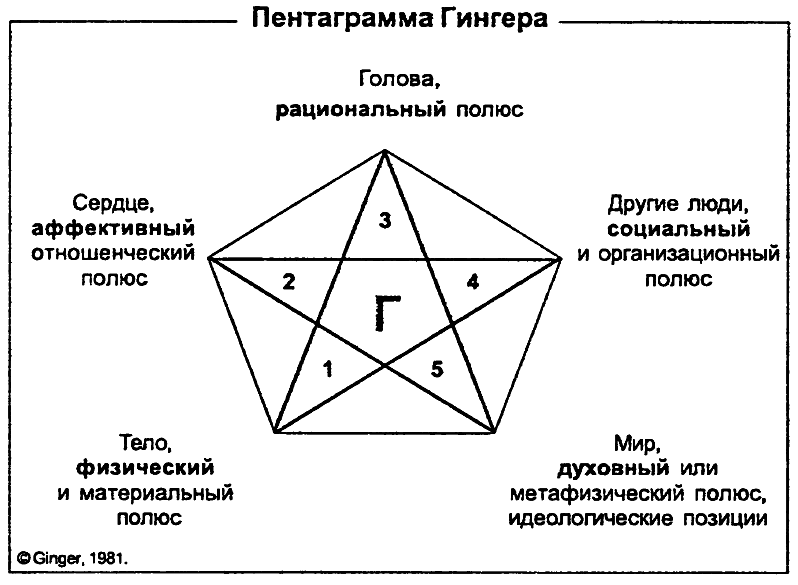 Пентаграмма Гингера
Голова,
рациональный полюс
Сердце,
аффективный
отношенческий
полюс
Другие люди,
социальный
и организационный
полюс
3
2
4
Г
1
5
Тело,
физический
и материальный
полюс
Мир,
духовный или
метафизический полюс,
идеологические позиции
© Ginger, 1981.